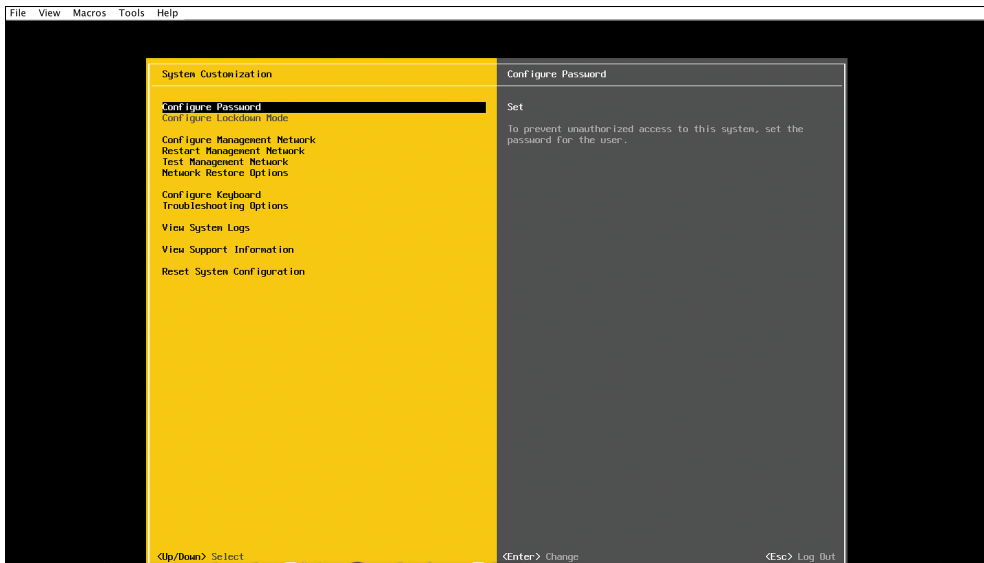 File View Macros Tools Help
System Customization
Configure Password
Configure Lockdown Mode
Configure Management Network
Restart Management Network
Test Management Network
Network Restore Options
Configure Keyboard
Troubleshooting Options
View System Logs
View Support Information
Reset System Configuration
<Up/Down> Select
Configure Password
Set
To prevent unauthorized access to this system, set the
password for the user.
<Enter> Change
<Esc> Log Out